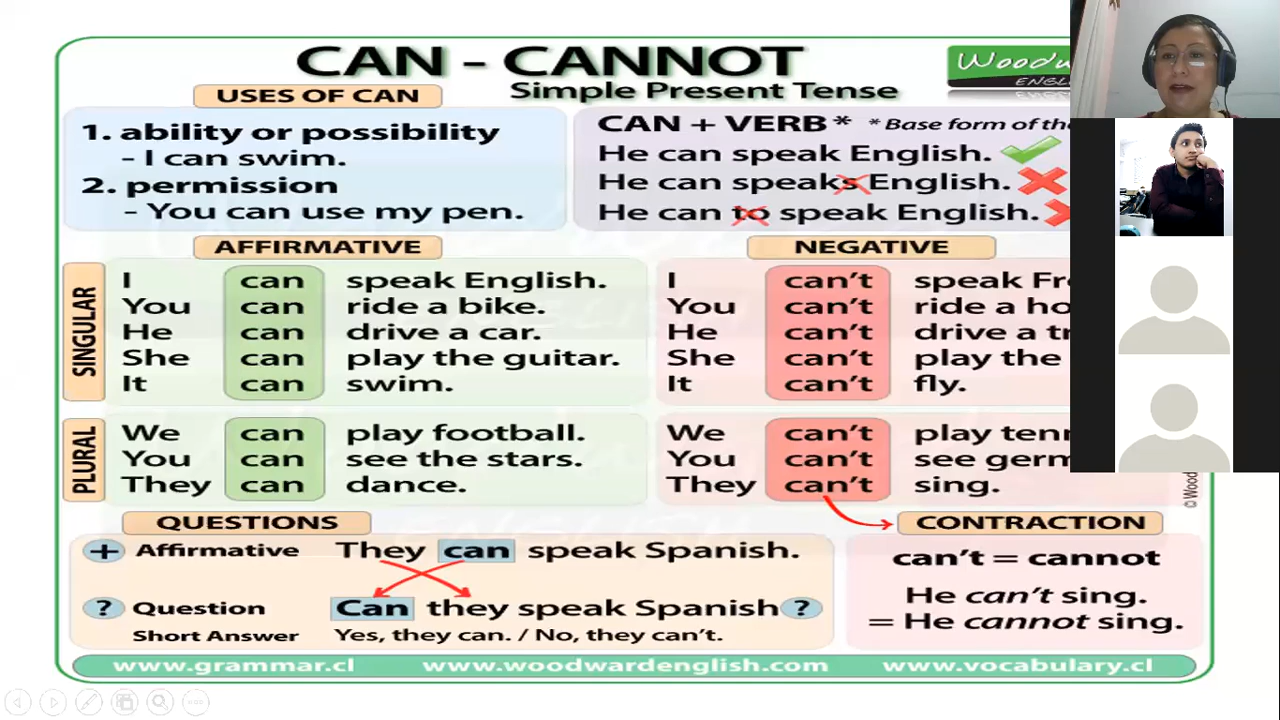 CAN - CANNOT
Simple Present Tense
USES OF CAN
1. ability or possibility
- I can swim.
2. permission
- You can use my pen.
CAN + VERB* * Base form of
He can speak English.
He can speaks English.
He can to speak English.
AFFIRMATIVE
SINGULAR
I can speak English.
You can ride a bike.
He can drive a car.
She can play the guitar.
It can swim.
PLURAL
We can play football.
You can see the stars.
They can dance.
NEGATIVE
I can't speak
You can't ride a
He can't drive a
She can't play the
It can't fly.
We can't play
You can't see
They can't sing.
QUESTIONS
+ Affirmative They can speak Spanish.
? Question Can they speak Spanish ?
Short Answer Yes, they can. / No, they can't.
CONTRACTION
can't = cannot
He can't sing.
= He cannot sing.
www.grammar.cl www.woodwardenglish.com www.vocabulary.cl